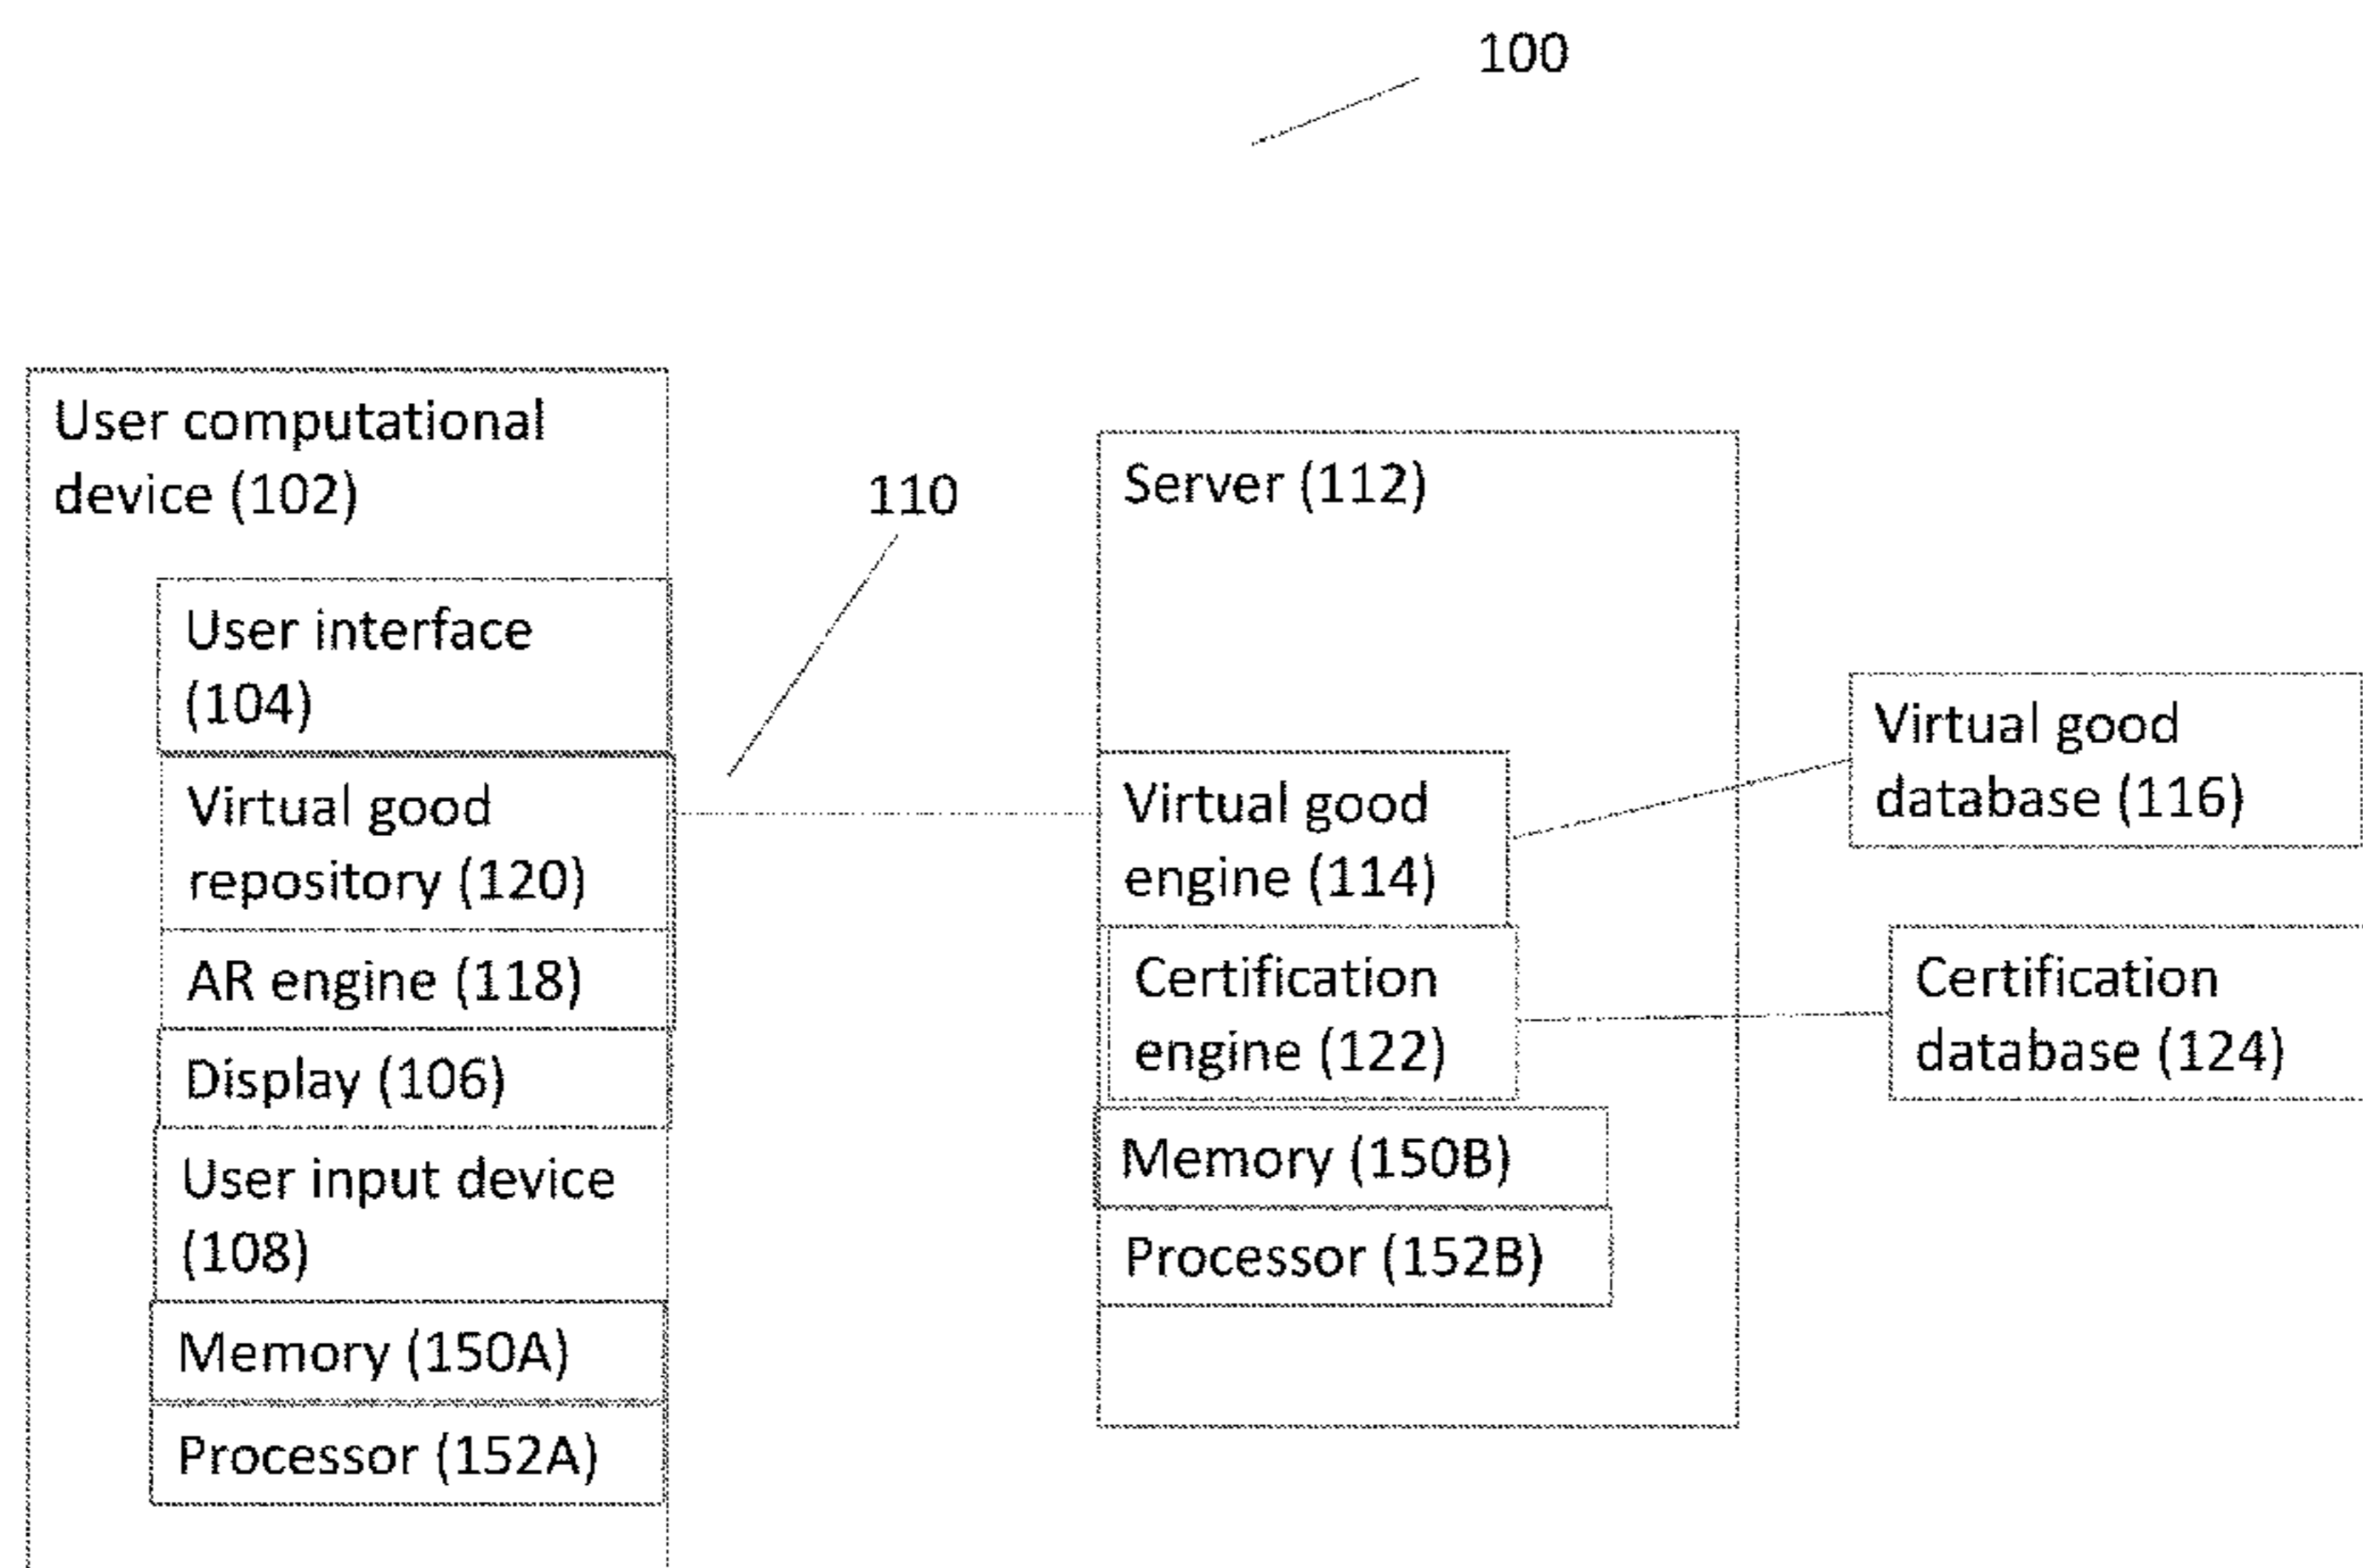 100
User computational
device (102)
110
Server (112)
User interface
(104)
Virtual good
repository (120)
AR engine (118)
Display (106)
User input device
(108)
Memory (150A)
Processor (152A)
Virtual good
engine (114)
Certification
engine (122)
Memory (150B)
Processor (152B)
Virtual good
database (116)
Certification
database (124)